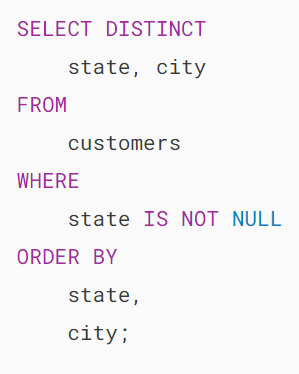 SELECT DISTINCT
    state, city
FROM
    customers
WHERE
    state IS NOT NULL
ORDER BY
    state,
    city;